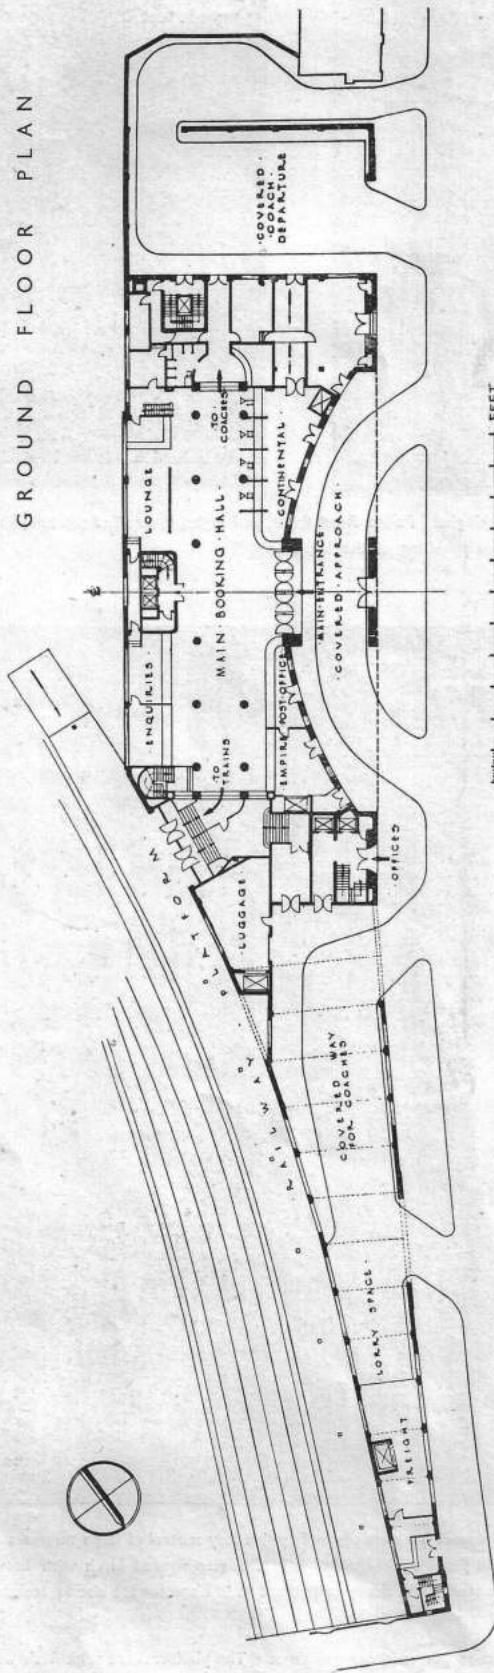 GROUND FLOOR PLAN
COVERED
COACH
DEPARTURE
TO
COACHES
LOUNGE
CONTINENTAL
MAIN BOOKING HALL
MAIN ENTRANCE
COVERED APPROACH
ENQUIRIES
EMPIRE
POST OFFICE
TO
TRAINS
OFFICES
LUGGAGE
RAILWAY PLATFORM
COVERED WAY
FOR COACHES
LORRY SPACE
FREIGHT
FEET